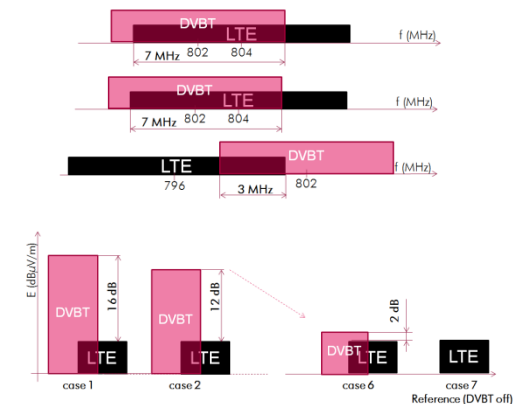 DVBT
LTE
f (MHz)
7 MHz 802 804
DVBT
LTE
f (MHz)
7 MHz 802 804
DVBT
LTE
f (MHz)
796 3 MHz 802
E (dBµV/m)
16 dB
12 dB
2 dB
DVBT DVBT DVBT
LTE LTE LTE LTE
case 1 case 2 case 6 case 7
Reference (DVBT off)